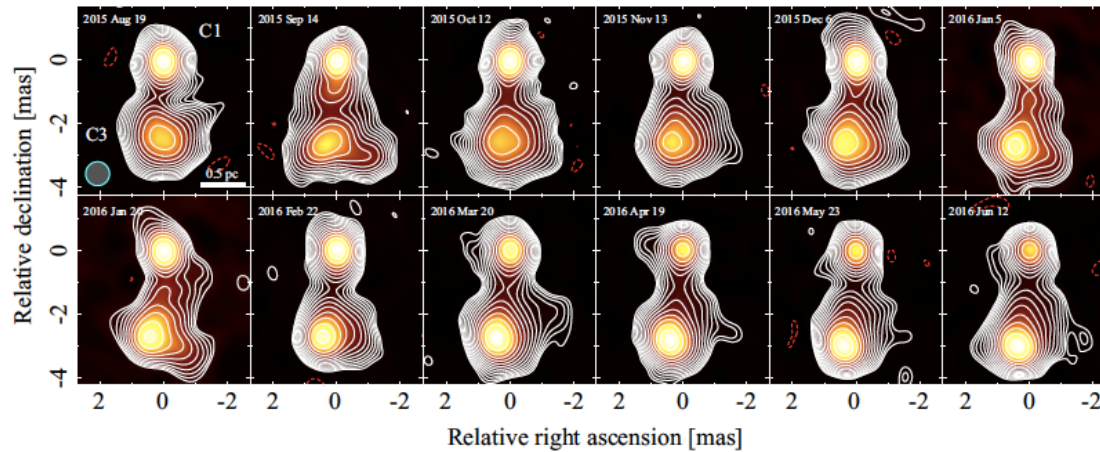 2015 Aug 19
C1
2015 Sep 14
2015 Oct 12
2015 Nov 13
2015 Dec 6
2016 Jan 5
0
-2
-4
C3
0.5 pc
Relative declination [mas]
2016 Jan 20
2016 Feb 22
2016 Mar 20
2016 Apr 19
2016 May 23
2016 Jun 12
0
-2
-4
2 0 -2 2 0 -2 2 0 -2 2 0 -2 2 0 -2 2 0 -2
Relative right ascension [mas]